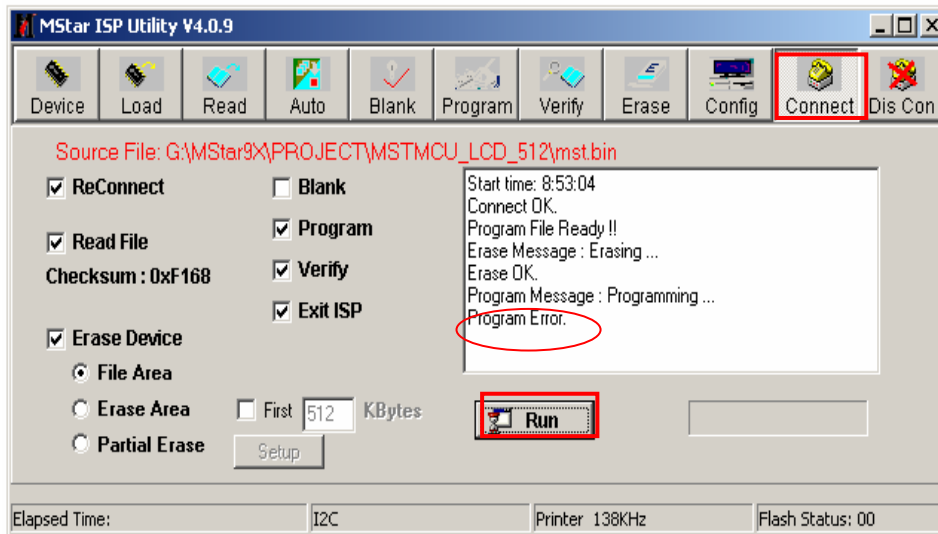 MStar ISP Utility V4.0.9
Device Load Read Auto Blank Program Verify Erase Config Connect Dis Con
Source File: G:\MStar9X\PROJECT\MSTMCU_LCD_512\mst.bin
ReConnect
Read File
Checksum : 0xF168
Erase Device
File Area
Erase Area
Partial Erase
First 512 KBytes
Setup
Blank
Program
Verify
Exit ISP
Start time: 8:53:04
Connect OK.
Program File Ready !!
Erase Message : Erasing ...
Erase OK.
Program Message : Programming ...
Program Error.
Run
Elapsed Time: I2C Printer 138KHz Flash Status: 00